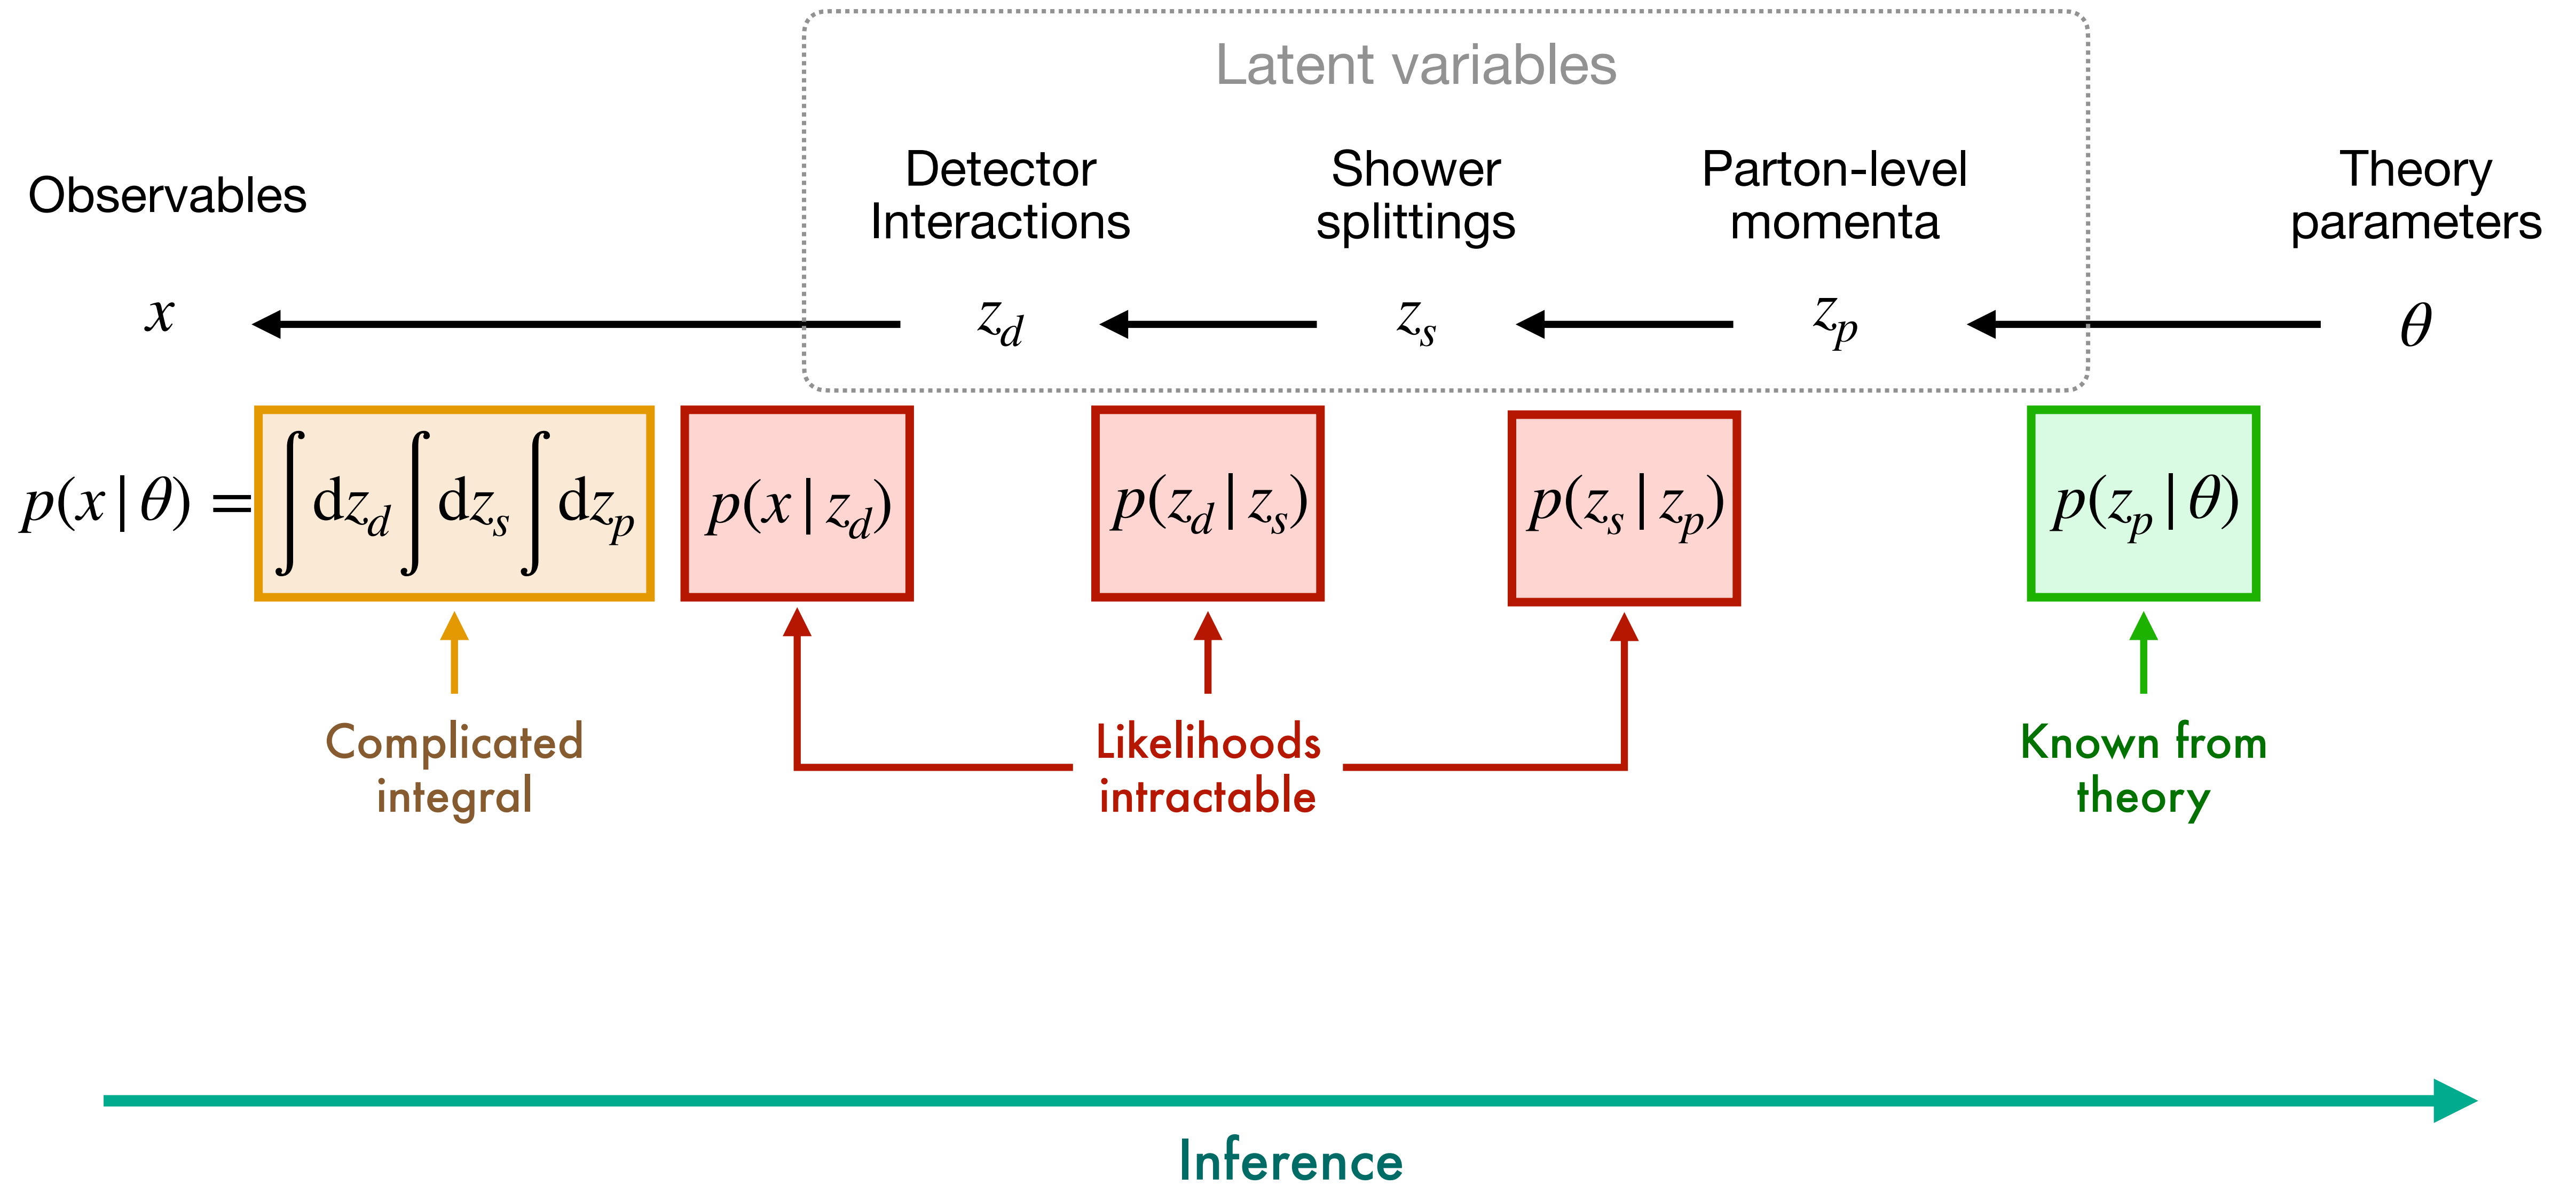 Latent variables
Observables
Detector
Interactions
Shower
splittings
Parton-level
momenta
Theory
parameters
x
z_d
z_s
z_p
θ
p(x | θ) = ∫ dz_d ∫ dz_s ∫ dz_p p(x | z_d) p(z_d | z_s) p(z_s | z_p) p(z_p | θ)
Complicated
integral
Likelihoods
intractable
Known from
theory
Inference